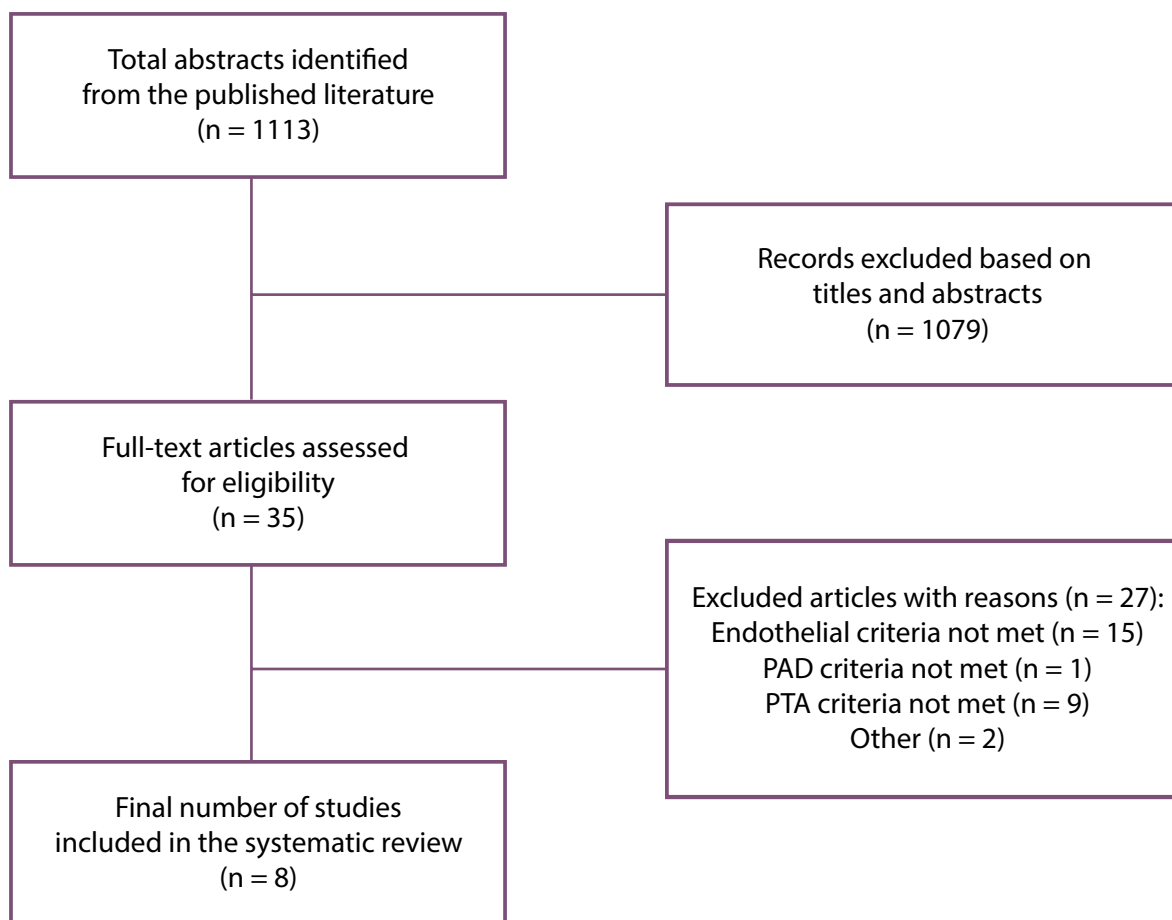 Total abstracts identified
from the published literature
(n = 1113)
Records excluded based on
titles and abstracts
(n = 1079)
Full-text articles assessed
for eligibility
(n = 35)
Excluded articles with reasons (n = 27):
Endothelial criteria not met (n = 15)
PAD criteria not met (n = 1)
PTA criteria not met (n = 9)
Other (n = 2)
Final number of studies
included in the systematic review
(n = 8)